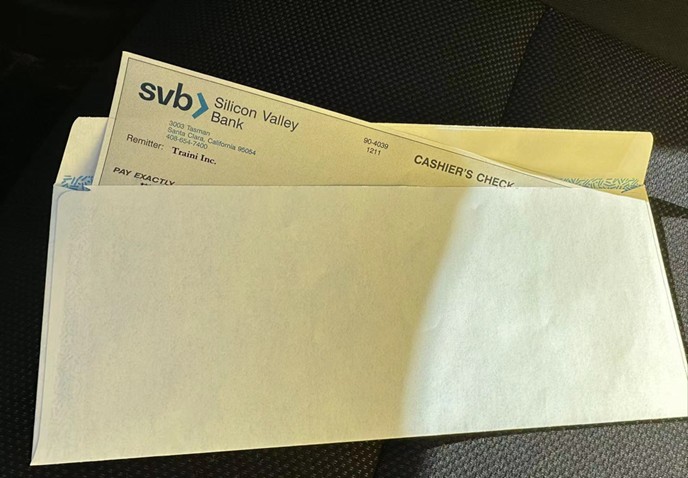 svb> Silicon Valley
Bank
3003 Tasman
Santa Clara, California 95054
408-654-7400
Remitter: Traini Inc.
90-4039
1211
CASHIER'S CHECK
PAY EXACTLY